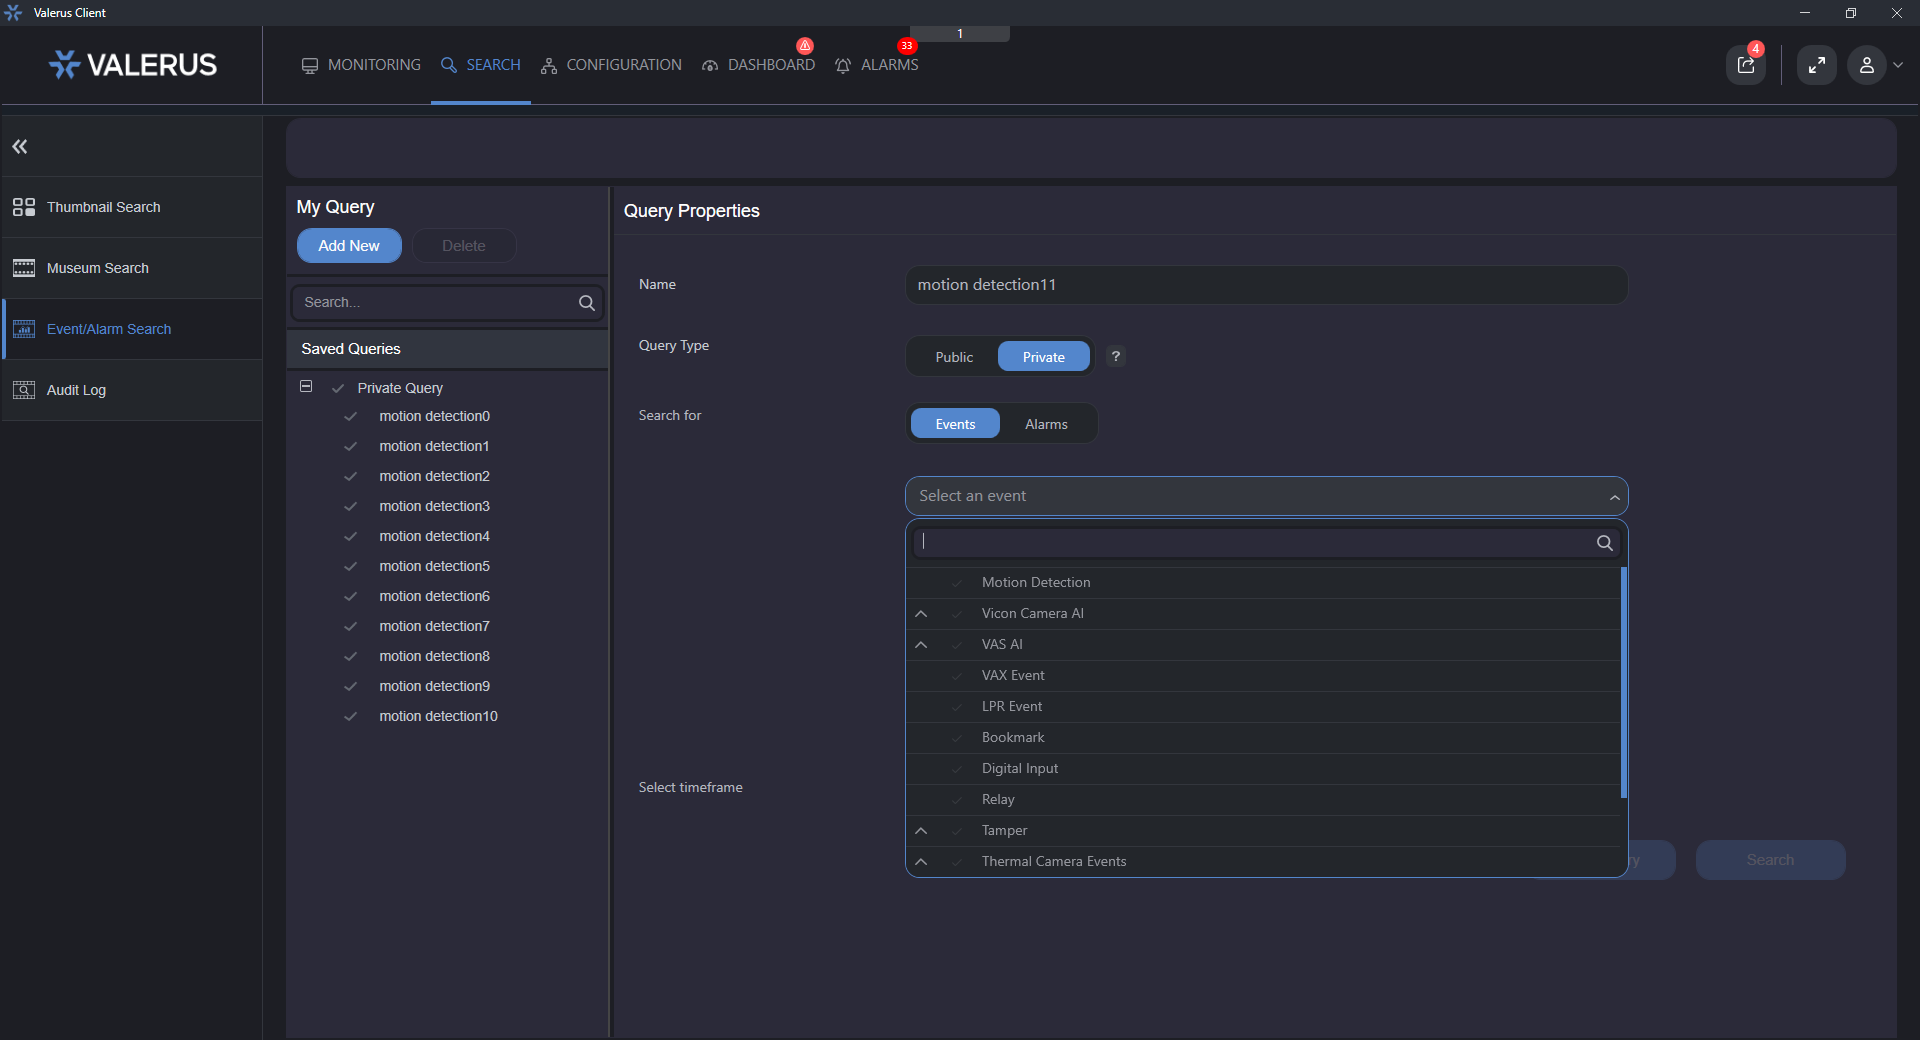 Valerus Client
VALERUS
MONITORING
SEARCH
CONFIGURATION
DASHBOARD
33
ALARMS
1
4
Thumbnail Search
Museum Search
Event/Alarm Search
Audit Log
My Query
Add New
Delete
Search...
Saved Queries
Private Query
motion detection0
motion detection1
motion detection2
motion detection3
motion detection4
motion detection5
motion detection6
motion detection7
motion detection8
motion detection9
motion detection10
Query Properties
Name
motion detection11
Query Type
Public
Private
?
Search for
Events
Alarms
Select an event
Motion Detection
Vicon Camera AI
VAS AI
VAX Event
LPR Event
Bookmark
Digital Input
Relay
Tamper
Thermal Camera Events
Select timeframe
Search